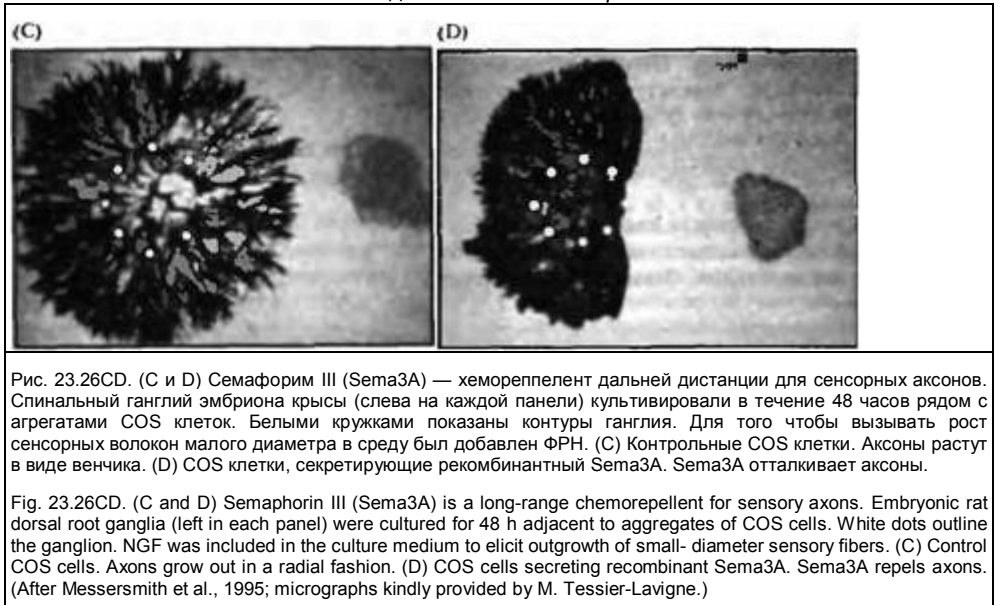 (C)
(D)
Рис. 23.26CD. (С и D) Семафорим III (Sema3A) — хемореппелент дальней дистанции для сенсорных аксонов.
Спинальный ганглий эмбриона крысы (слева на каждой панели) культивировали в течение 48 часов рядом с
агрегатами COS клеток. Белыми кружками показаны контуры ганглия. Для того чтобы вызывать рост
сенсорных волокон малого диаметра в среду был добавлен ФРН. (С) Контрольные COS клетки. Аксоны растут
в виде венчика. (D) COS клетки, секретирующие рекомбинантный Sema3A. Sema3A отталкивает аксоны.
Fig. 23.26CD. (C and D) Semaphorin III (Sema3A) is a long-range chemorepellent for sensory axons. Embryonic rat
dorsal root ganglia (left in each panel) were cultured for 48 h adjacent to aggregates of COS cells. White dots outline
the ganglion. NGF was included in the culture medium to elicit outgrowth of small- diameter sensory fibers. (C) Control
COS cells. Axons grow out in a radial fashion. (D) COS cells secreting recombinant Sema3A. Sema3A repels axons.
(After Messersmith et al., 1995; micrographs kindly provided by M. Tessier-Lavigne.)